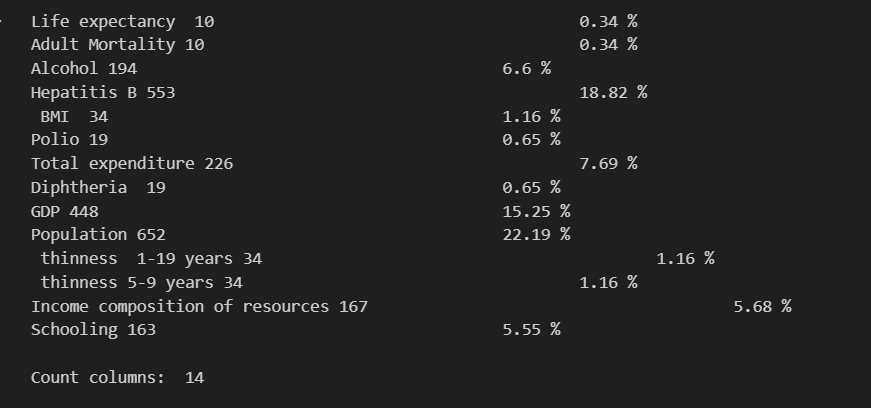 Life expectancy  10                                      0.34 %
Adult Mortality 10                                       0.34 %
Alcohol 194                                      6.6 %
Hepatitis B 553                                          18.82 %
 BMI  34                                         1.16 %
Polio 19                                         0.65 %
Total expenditure 226                                    7.69 %
Diphtheria  19                                   0.65 %
GDP 448                                          15.25 %
Population 652                                   22.19 %
 thinness  1-19 years 34                                         1.16 %
 thinness 5-9 years 34                                   1.16 %
Income composition of resources 167                                      5.68 %
Schooling 163                                    5.55 %

Count columns:  14